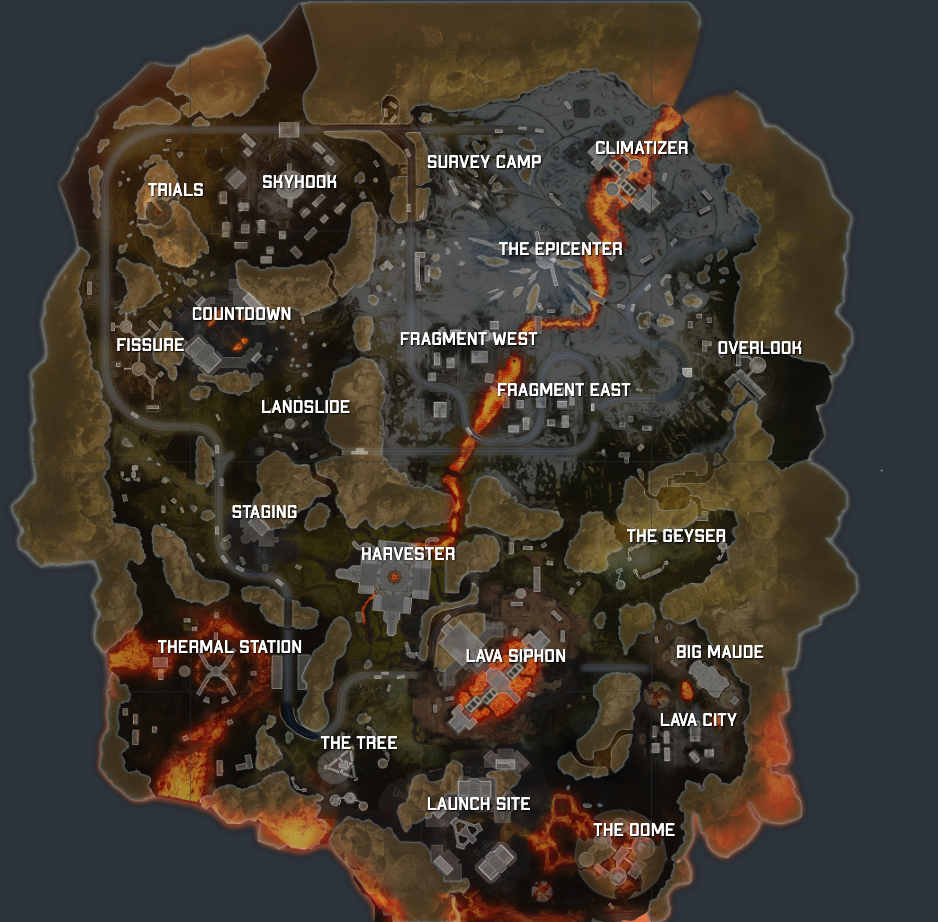 CLIMATIZER
SURVEY CAMP
SKYHOOK
TRIALS
THE EPICENTER
COUNTDOWN
FRAGMENT WEST
FISSURE
OVERLOOK
FRAGMENT EAST
LANDSLIDE
STAGING
THE GEYSER
HARVESTER
THERMAL STATION
LAVA SIPHON
BIG MAUDE
LAVA CITY
THE TREE
LAUNCH SITE
THE DOME